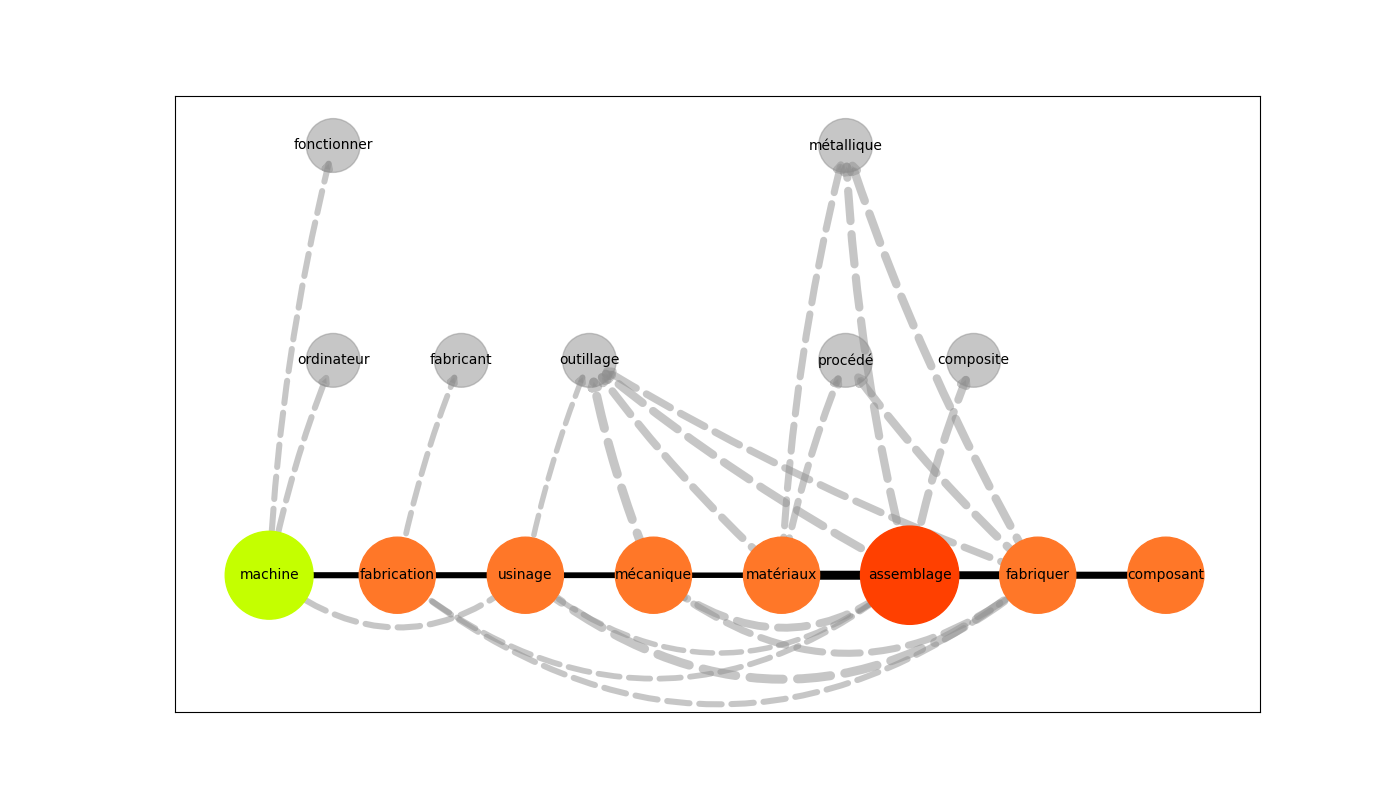 fonctionner
métallique
ordinateur
fabricant
outillage
procédé
composite
machine
fabrication
usinage
mécanique
matériaux
assemblage
fabriquer
composant